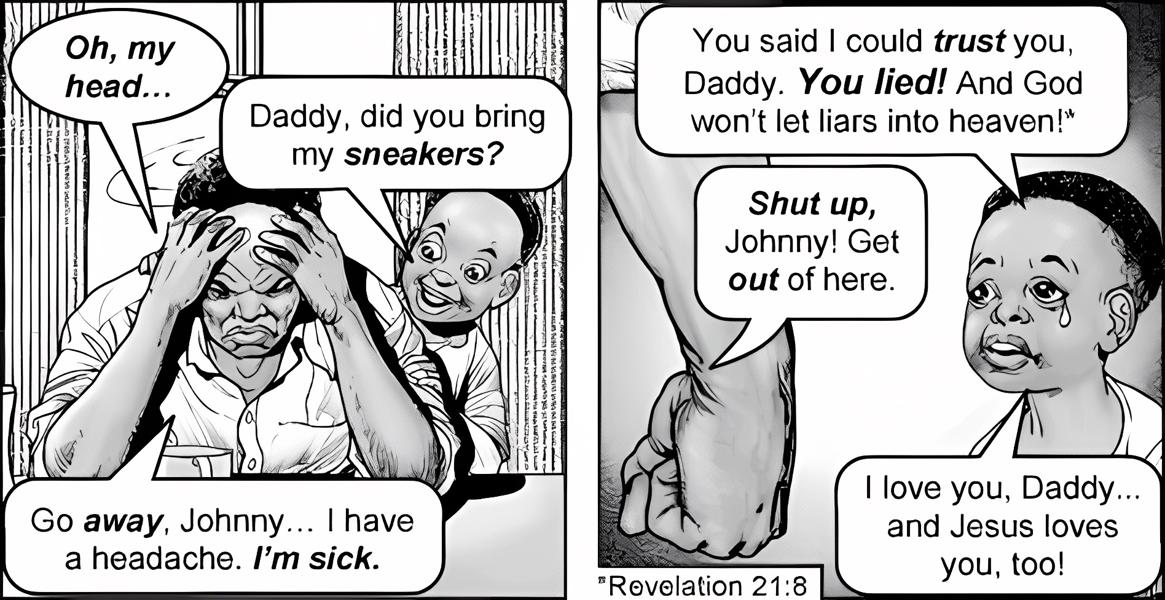 Oh, my
head...
Daddy, did you bring
my sneakers?
Go away, Johnny... I have
a headache. I'm sick.
You said I could trust you,
Daddy. You lied! And God
won't let liars into heaven!*
Shut up,
Johnny! Get
out of here.
I love you, Daddy...
and Jesus loves
you, too!
*Revelation 21:8